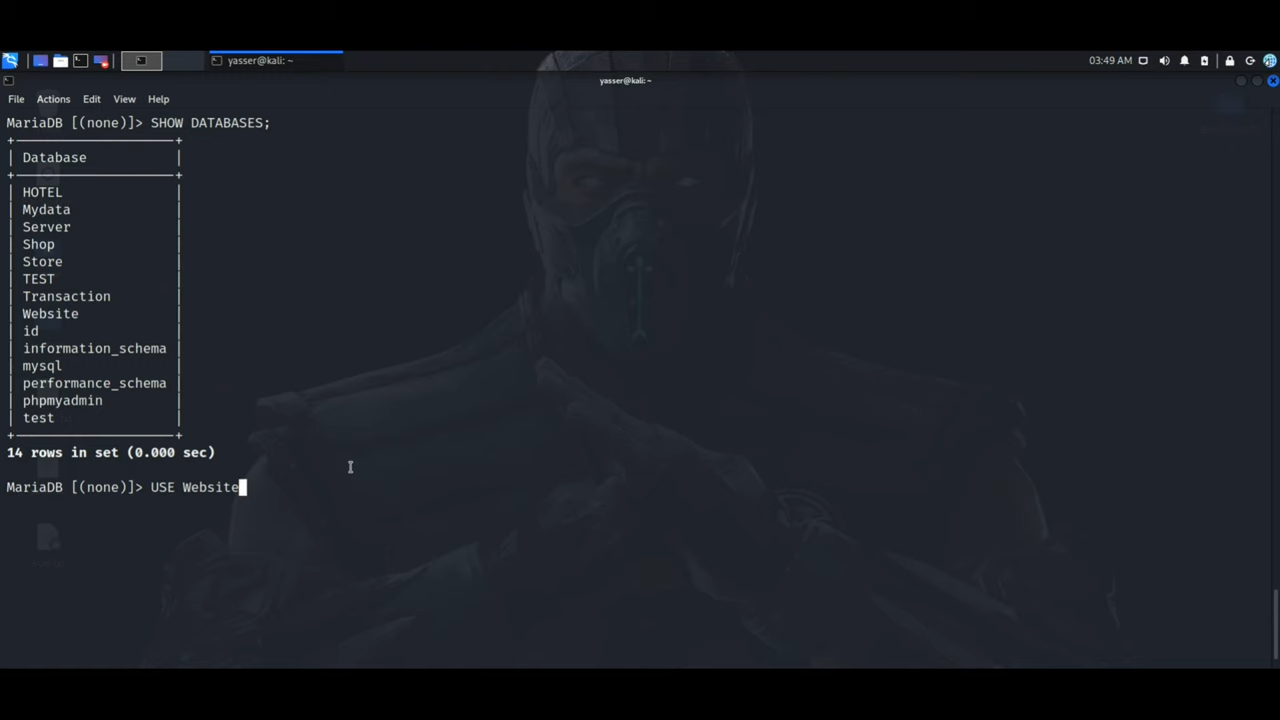 yasser@kali: ~
03:49 AM
yasser@kali: ~
File Actions Edit View Help
MariaDB [(none)]> SHOW DATABASES;
Database
HOTEL
Mydata
Server
Shop
Store
TEST
Transaction
Website
id
information_schema
mysql
performance_schema
phpmyadmin
test
14 rows in set (0.000 sec)
MariaDB [(none)]> USE Website